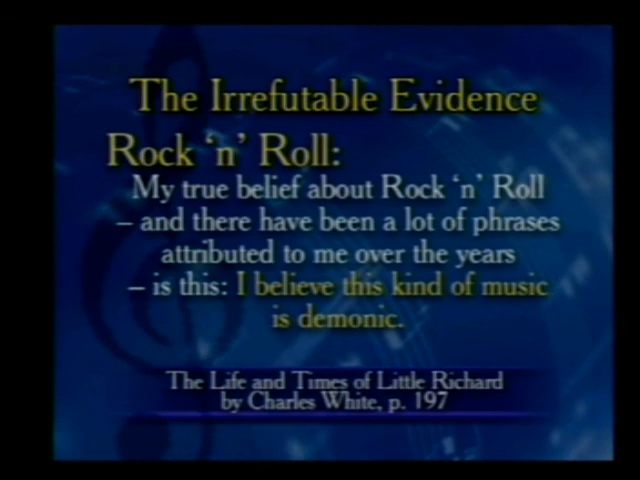 The Irrefutable Evidence
Rock ‘n’ Roll:
My true belief about Rock ‘n’ Roll
– and there have been a lot of phrases
attributed to me over the years
– is this: I believe this kind of music
is demonic.
The Life and Times of Little Richard
by Charles White, p. 197